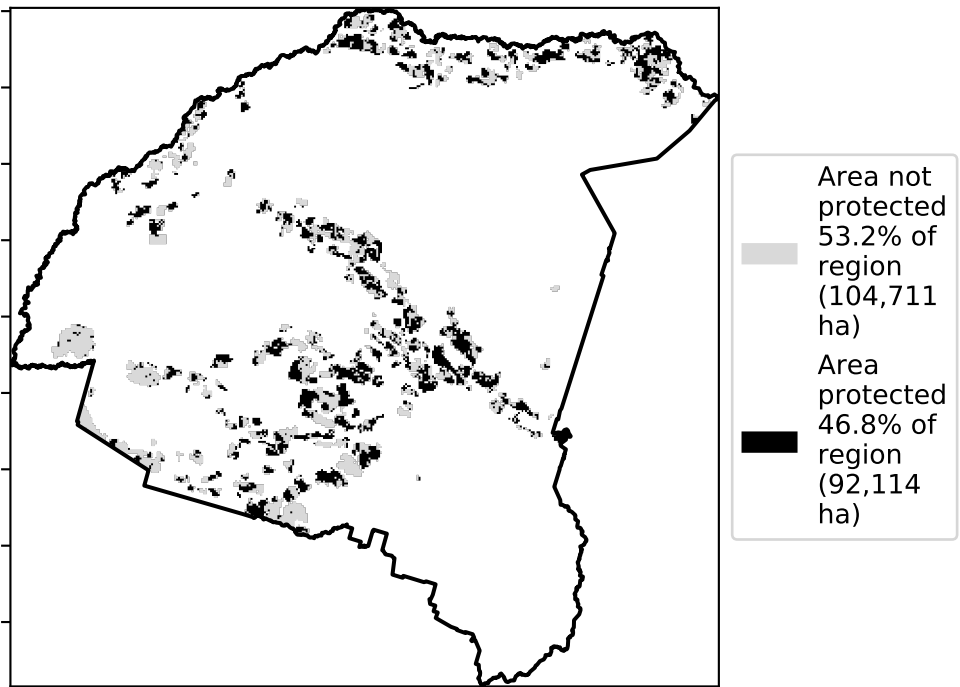 Area not
protected
53.2% of
region
(104,711
ha)
Area
protected
46.8% of
region
(92,114
ha)